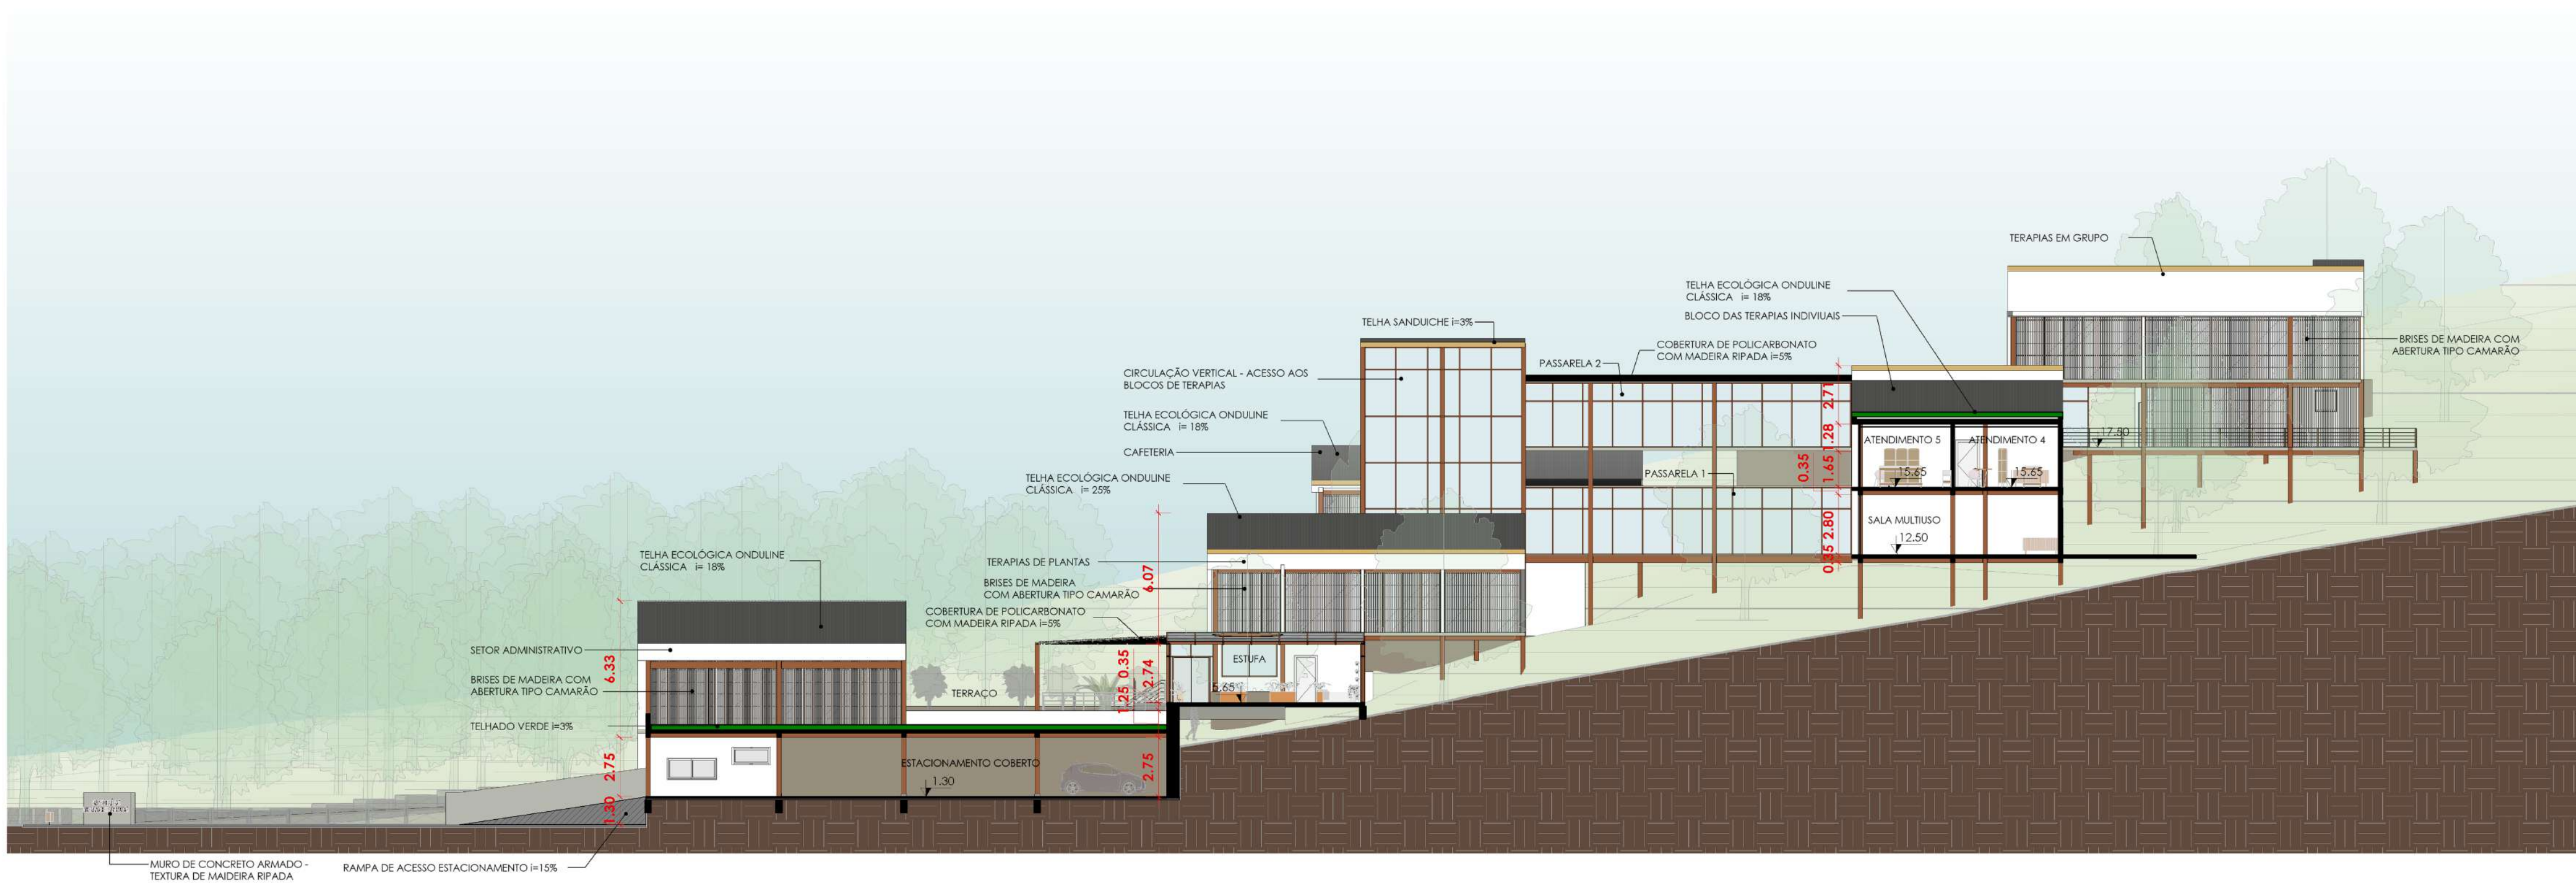 TERAPIAS EM GRUPO
TELHA ECOLÓGICA ONDULINE
CLÁSSICA i= 18%
BLOCO DAS TERAPIAS INDIVIUAIS
TELHA SANDUICHE i=3%
BRISES DE MADEIRA COM
ABERTURA TIPO CAMARÃO
COBERTURA DE POLICARBONATO
COM MADEIRA RIPADA i=5%
PASSARELA 2
CIRCULAÇÃO VERTICAL - ACESSO AOS
BLOCOS DE TERAPIAS
2.71
TELHA ECOLÓGICA ONDULINE
CLÁSSICA i= 18%
1.28
17.80
ATENDIMENTO 5
ATENDIMENTO 4
CAFETERIA
0.35
1.65
PASSARELA 1
15.65
15.65
TELHA ECOLÓGICA ONDULINE
CLÁSSICA i= 25%
2.80
SALA MULTIUSO
12.50
0.35
TELHA ECOLÓGICA ONDULINE
CLÁSSICA i= 18%
TERAPIAS DE PLANTAS
6.07
BRISES DE MADEIRA
COM ABERTURA TIPO CAMARÃO
COBERTURA DE POLICARBONATO
COM MADEIRA RIPADA i=5%
SETOR ADMINISTRATIVO
6.33
0.35
2.74
1.25
ESTUFA
5.65
BRISES DE MADEIRA COM
ABERTURA TIPO CAMARÃO
TERRAÇO
TELHADO VERDE i=3%
2.75
2.75
ESTACIONAMENTO COBERTO
1.30
1.30
MURO DE CONCRETO ARMADO -
TEXTURA DE MAIDEIRA RIPADA
RAMPA DE ACESSO ESTACIONAMENTO i=15%